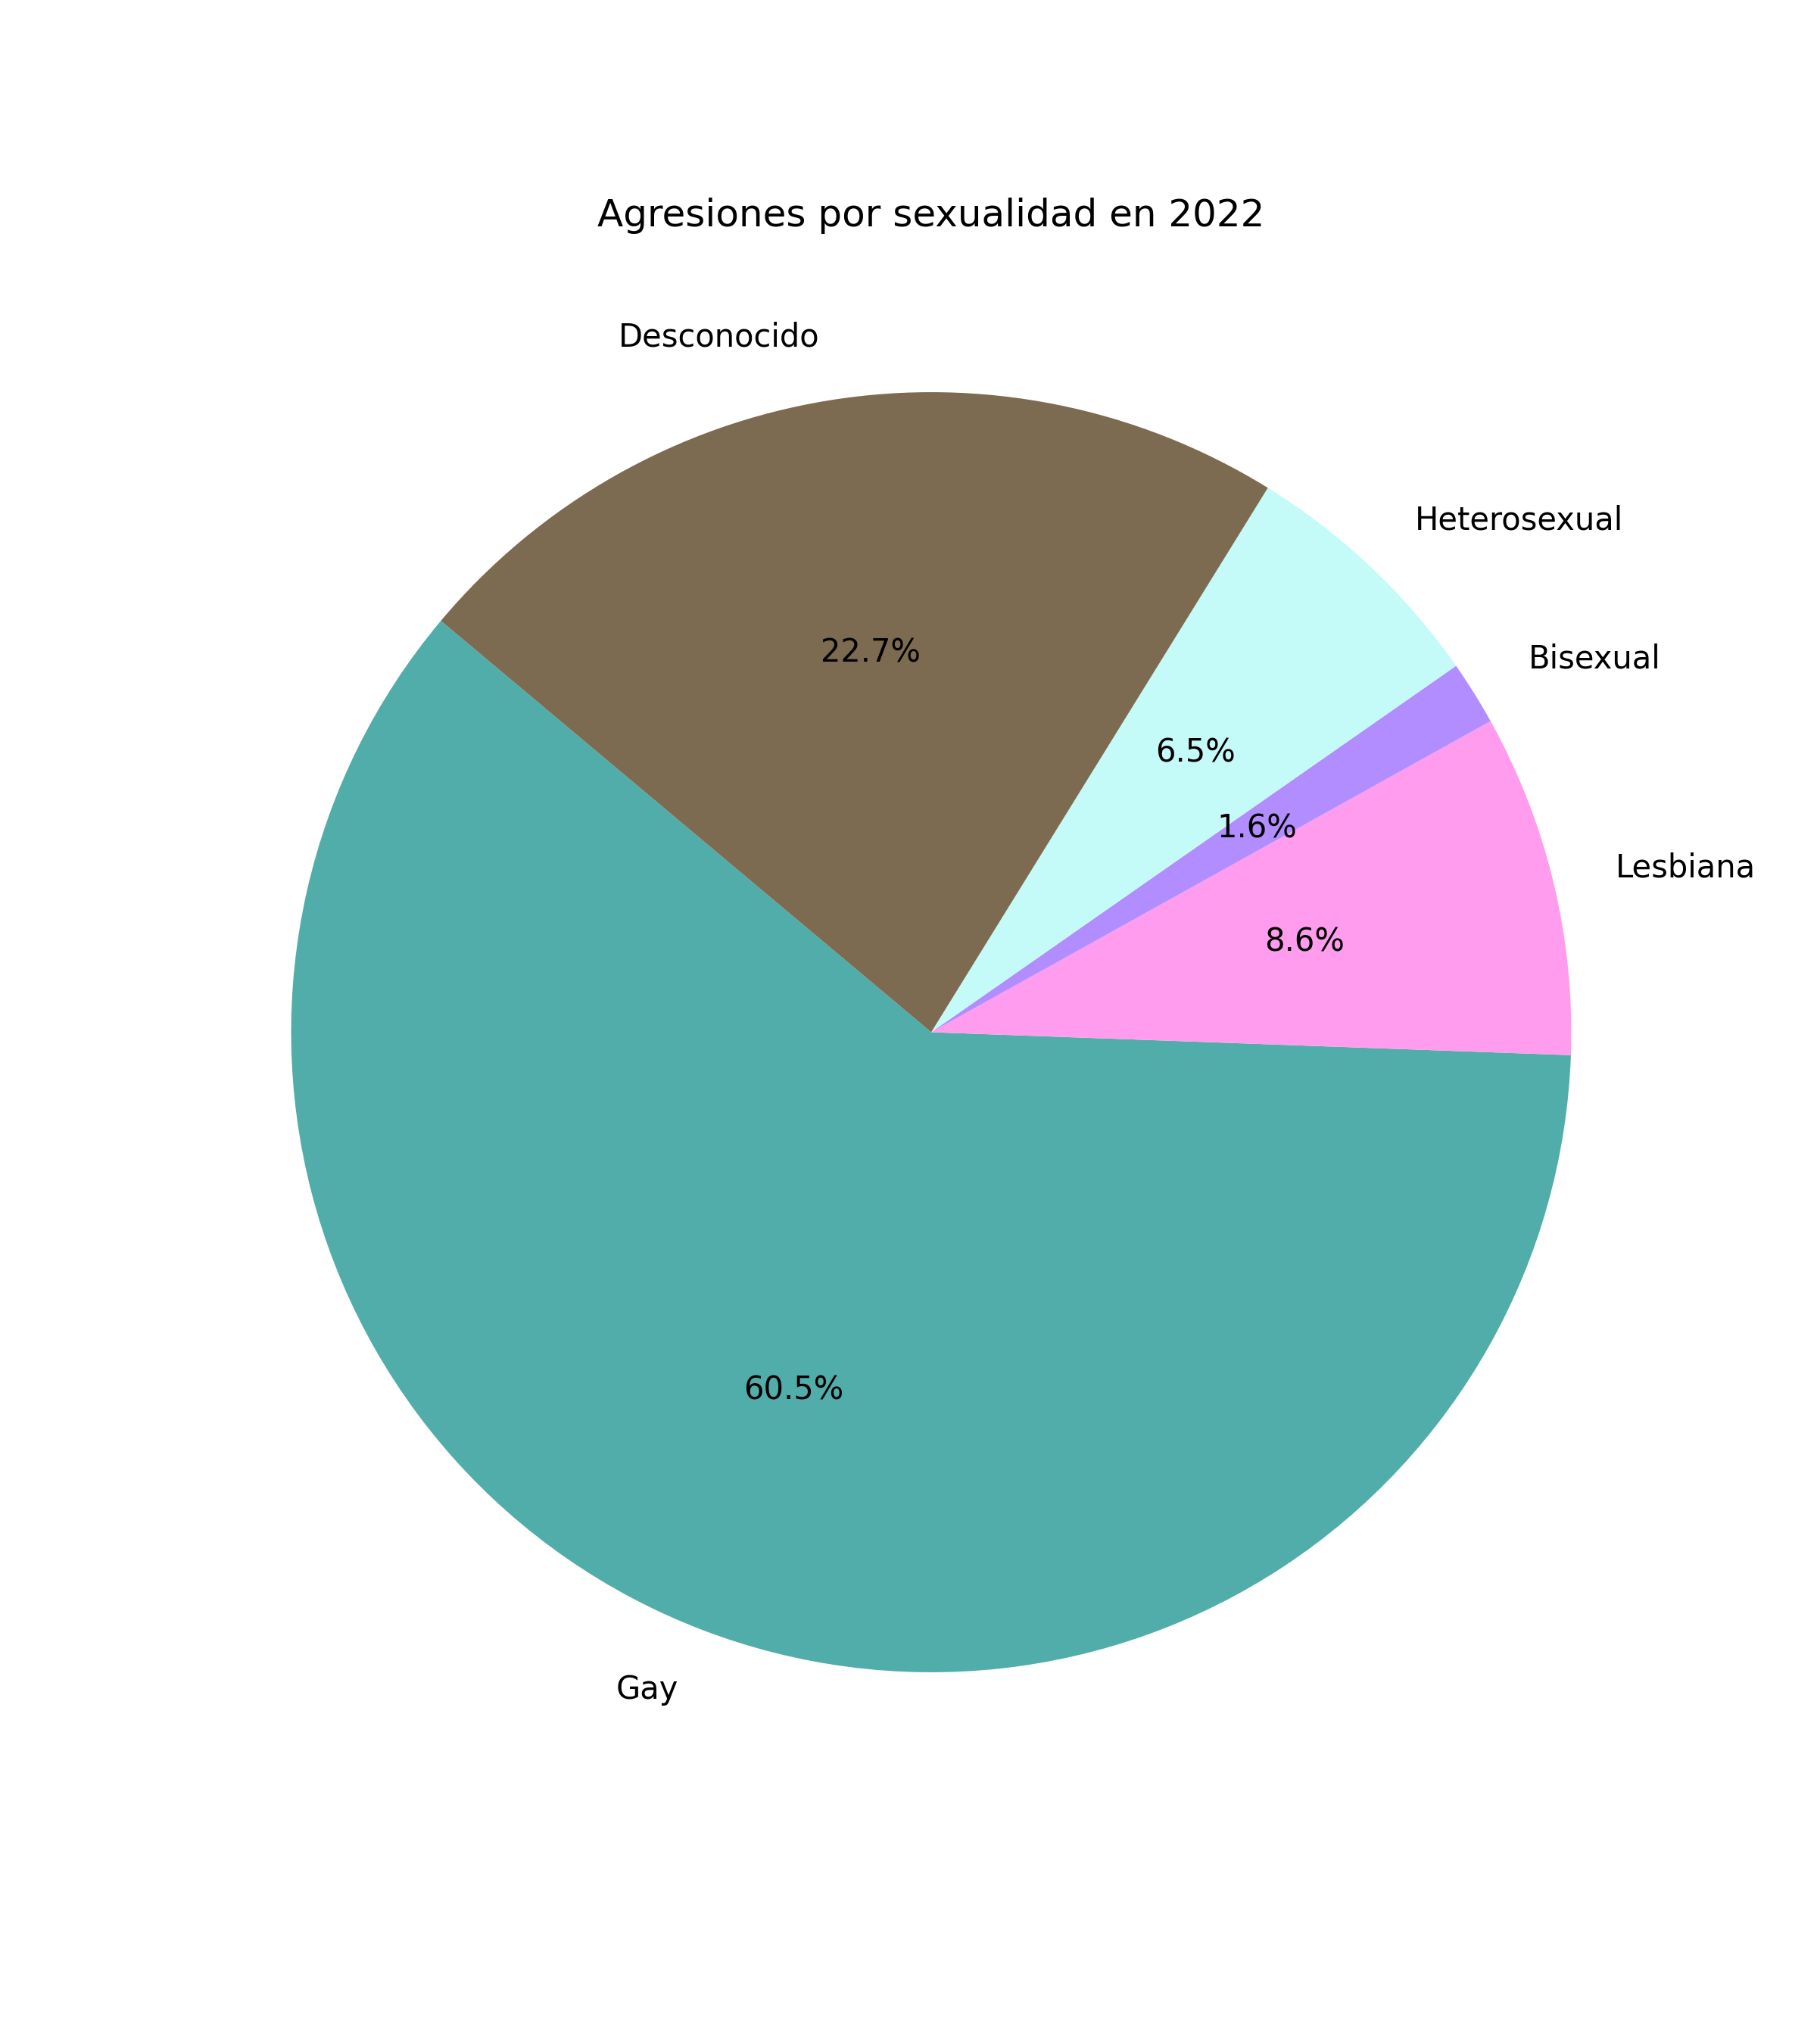 Agresiones por sexualidad en 2022
Desconocido
Heterosexual
Bisexual
Lesbiana
22.7%
6.5%
1.6%
8.6%
60.5%
Gay